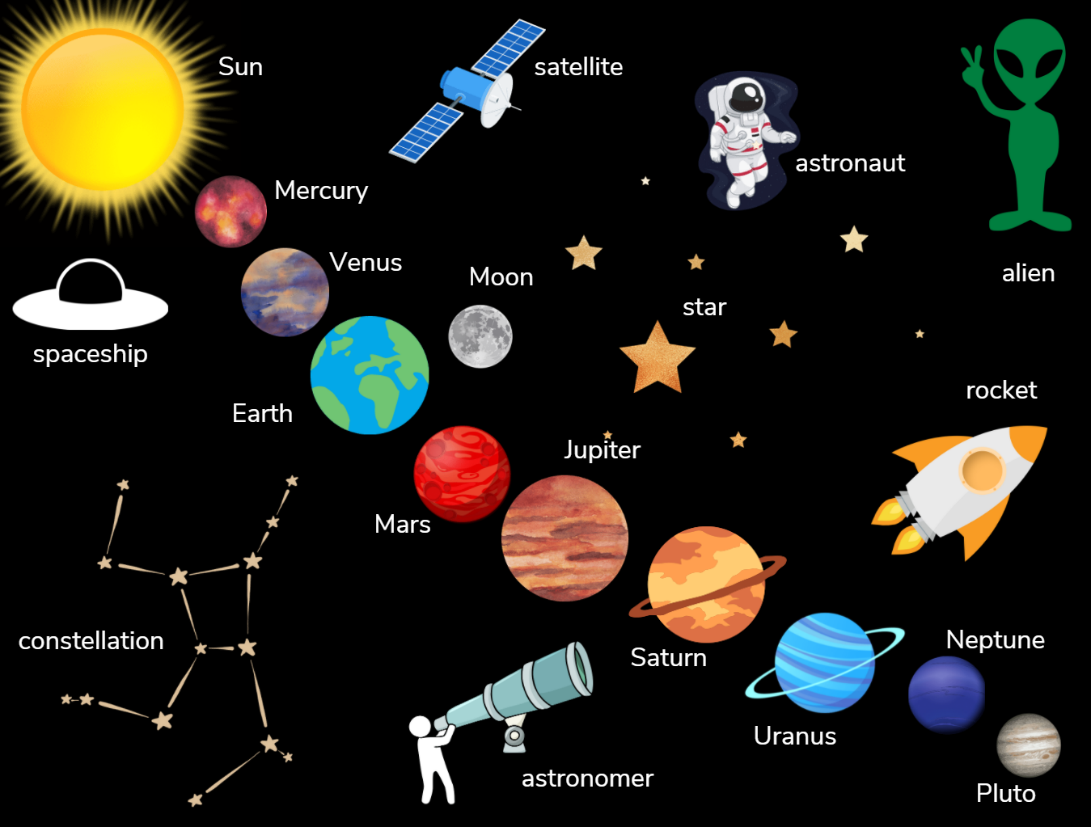 Sun
satellite
astronaut
alien
Mercury
Venus
Moon
spaceship
star
Earth
rocket
Jupiter
Mars
constellation
Saturn
Neptune
Uranus
astronomer
Pluto